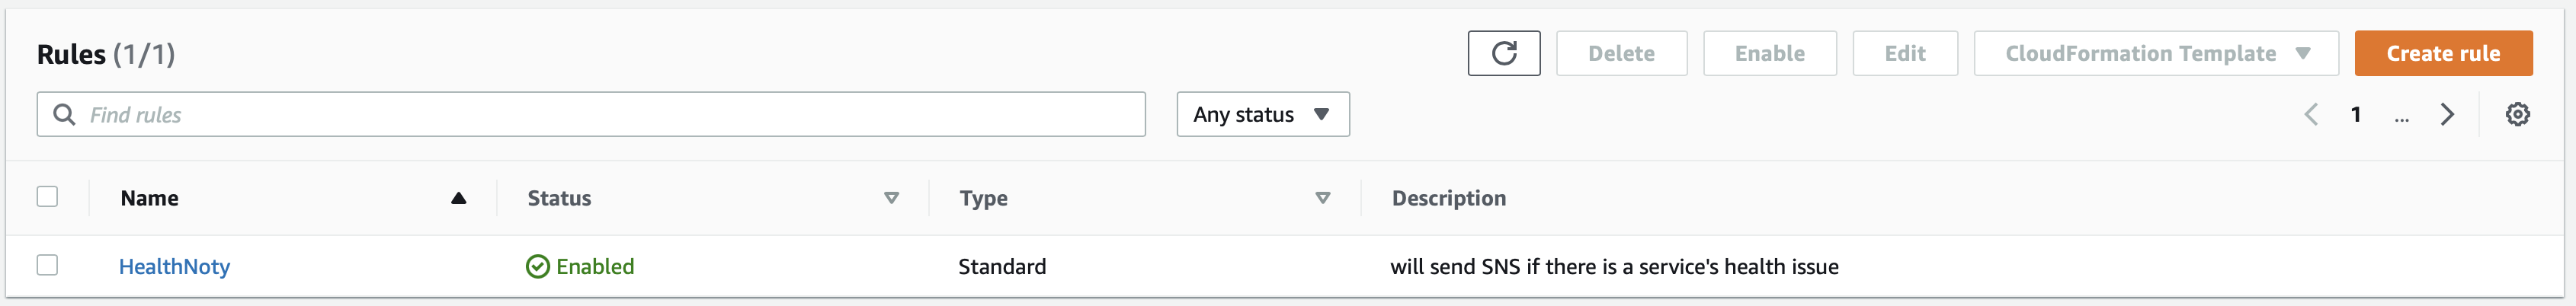 Rules (1/1)
Delete
Enable
Edit
CloudFormation Template
Create rule
Find rules
Any status
1
...
Name
Status
Type
Description
HealthNoty
Enabled
Standard
will send SNS if there is a service's health issue